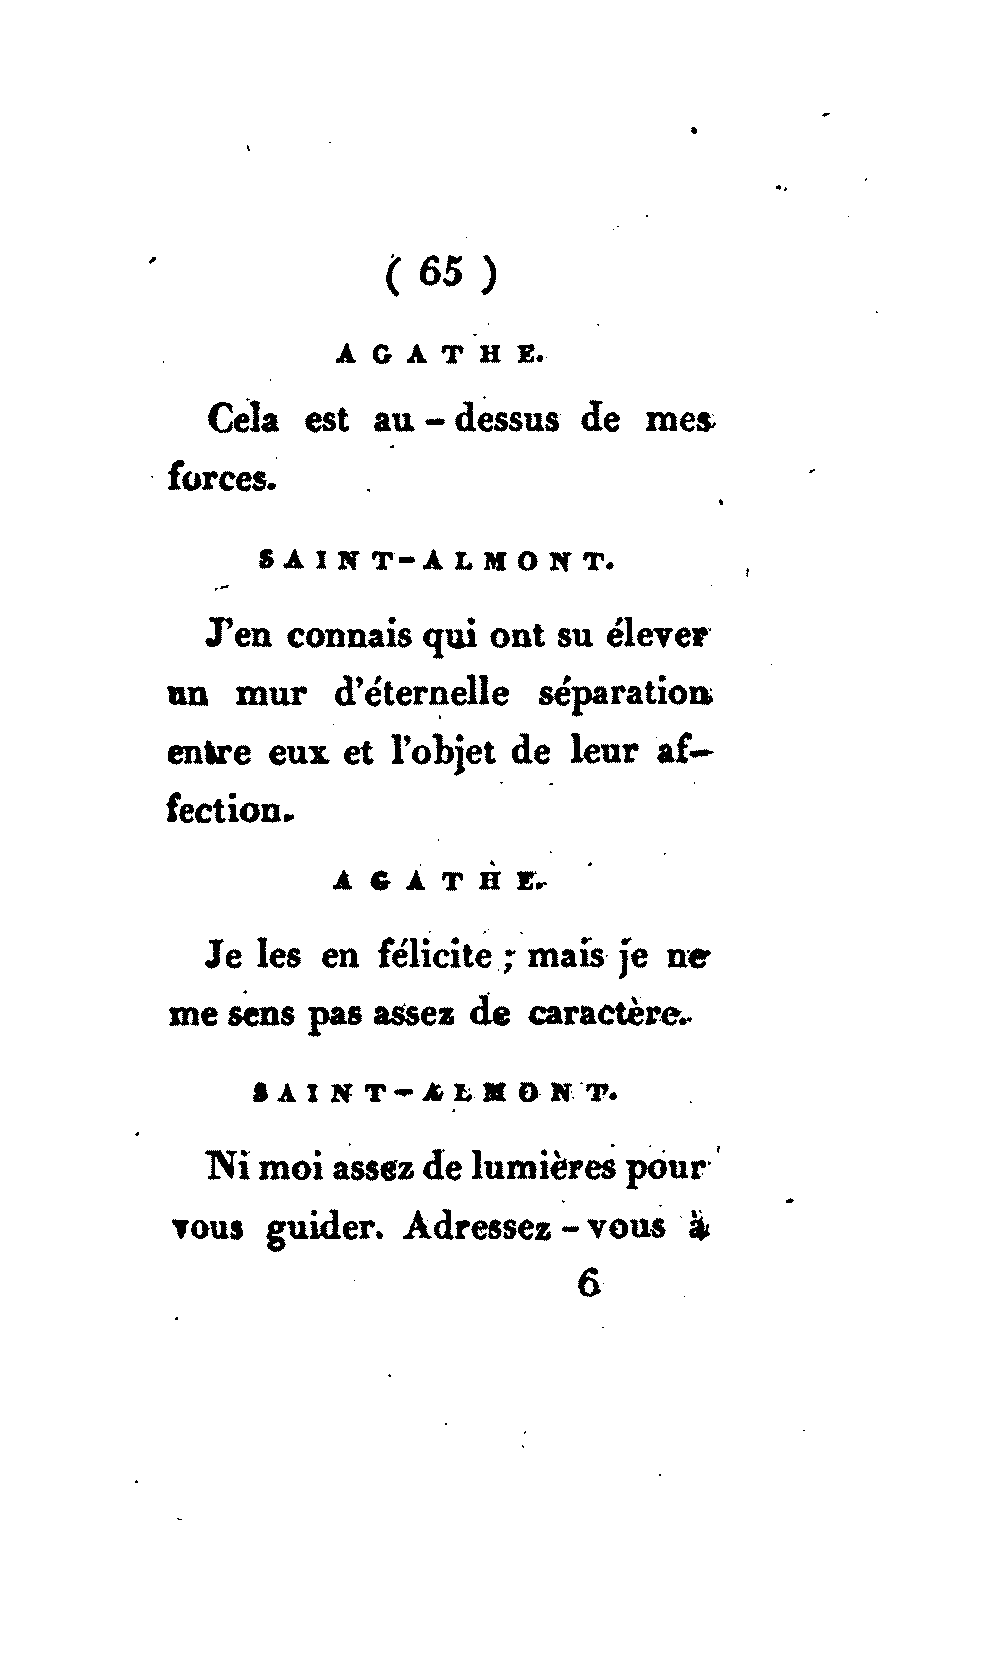 ( 65 )
AGATHE.
Cela est au-dessus de mes
forces.
SAINT-ALMONT.
J'en connais qui ont su élever
un mur d'éternelle séparation
entre eux et l'objet de leur af-
fection.
AGATHE.
Je les en félicite ; mais je ne
me sens pas assez de caractère.
SAINT-ALMONT.
Ni moi assez de lumières pour
vous guider. Adressez-vous à
6